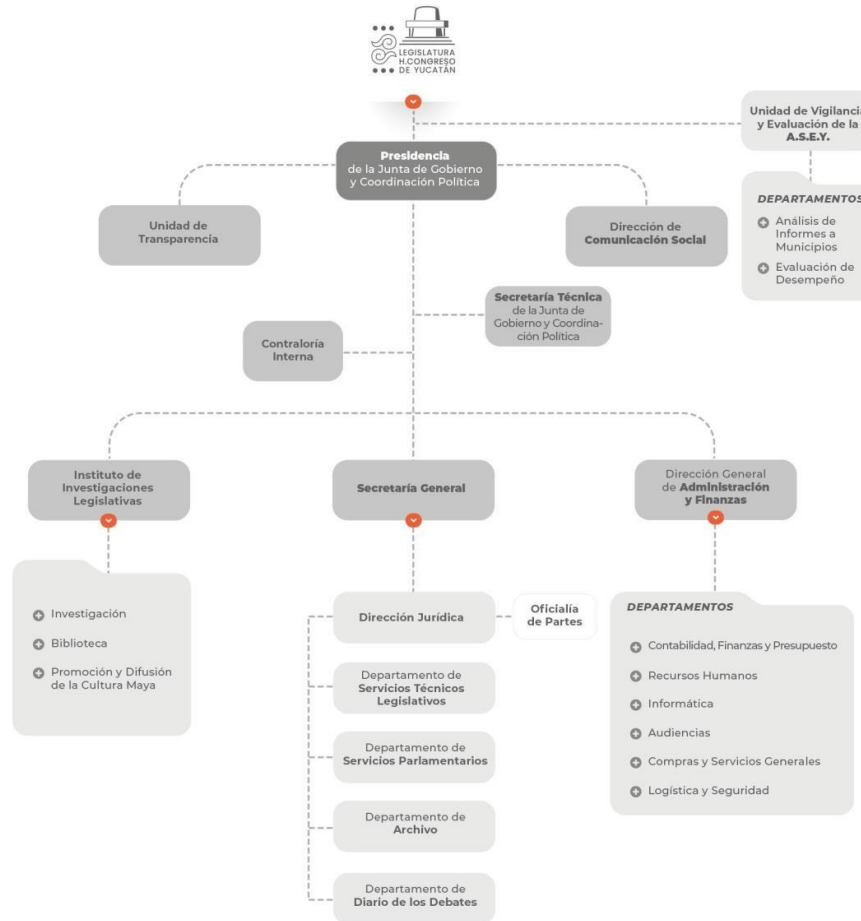 LEGISLATURA
H.CONGRESO
DE YUCATÁN
Unidad de Vigilancia
y Evaluación de la
A.S.E.Y.
Presidencia
de la Junta de Gobierno
y Coordinación Política
DEPARTAMENTOS
Análisis de
Informes a
Municipios
Evaluación de
Desempeño
Unidad de
Transparencia
Dirección de
Comunicación Social
Secretaría Técnica
de la Junta de
Gobierno y Coordina-
ción Política
Contraloría
Interna
Instituto de
Investigaciones
Legislativas
Secretaría General
Dirección General
de Administración
y Finanzas
Investigación
Biblioteca
Promoción y Difusión
de la Cultura Maya
Dirección Jurídica
Oficialía
de Partes
Departamento de
Servicios Técnicos
Legislativos
Departamento de
Servicios Parlamentarios
Departamento de
Archivo
Departamento de
Diario de los Debates
DEPARTAMENTOS
Contabilidad, Finanzas y Presupuesto
Recursos Humanos
Informática
Audiencias
Compras y Servicios Generales
Logística y Seguridad